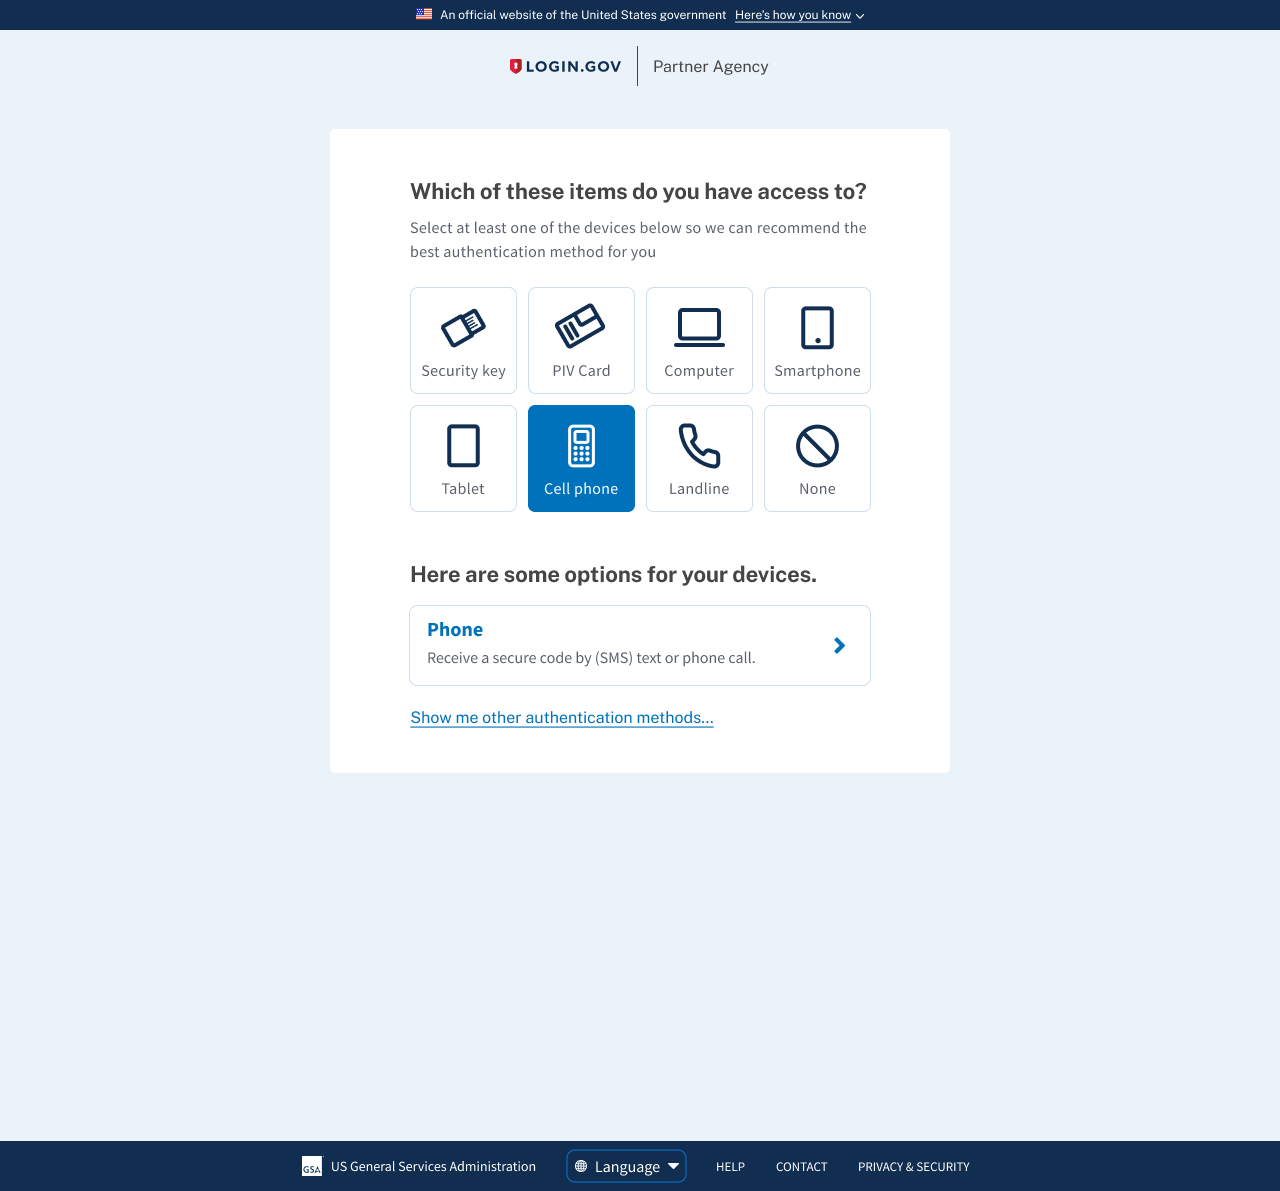 An official website of the United States government Here's how you know
LOGIN.GOV Partner Agency
Which of these items do you have access to?
Select at least one of the devices below so we can recommend the
best authentication method for you
Security key PIV Card Computer Smartphone
Tablet Cell phone Landline None
Here are some options for your devices.
Phone
Receive a secure code by (SMS) text or phone call.
Show me other authentication methods...
GSA US General Services Administration Language HELP CONTACT PRIVACY & SECURITY